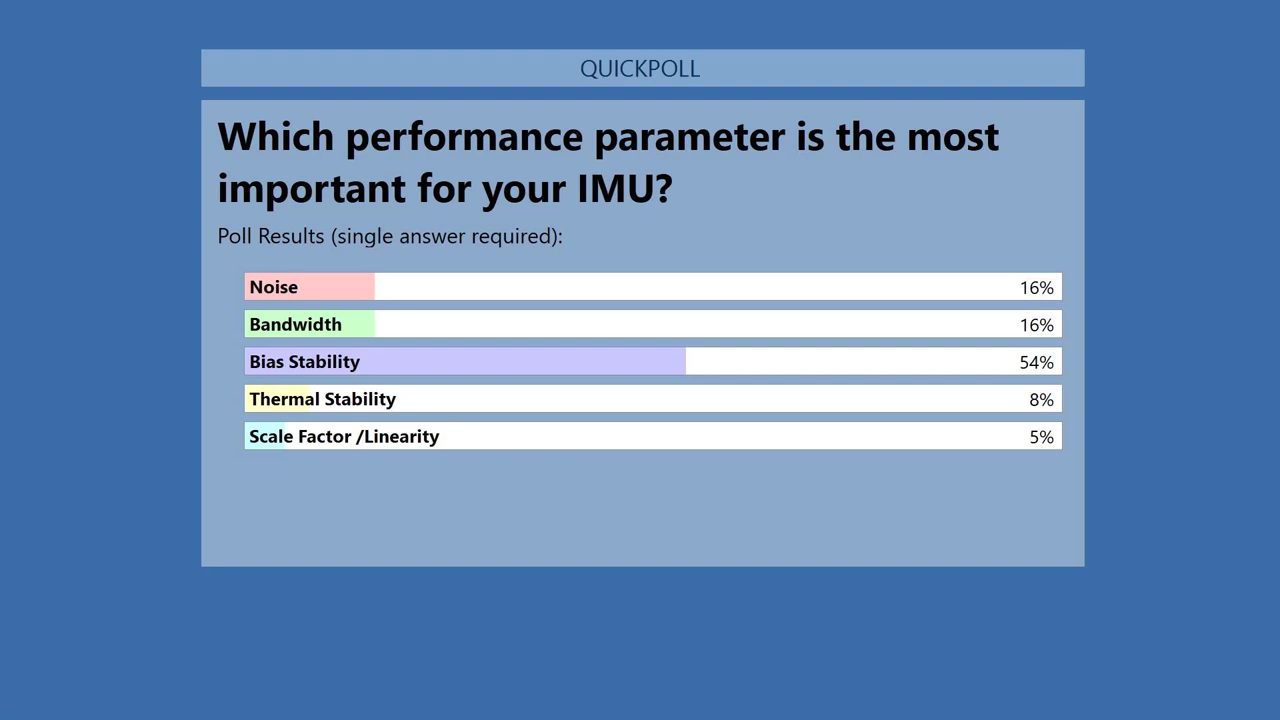 QUICKPOLL
Which performance parameter is the most
important for your IMU?
Poll Results (single answer required):
Noise 16%
Bandwidth 16%
Bias Stability 54%
Thermal Stability 8%
Scale Factor /Linearity 5%